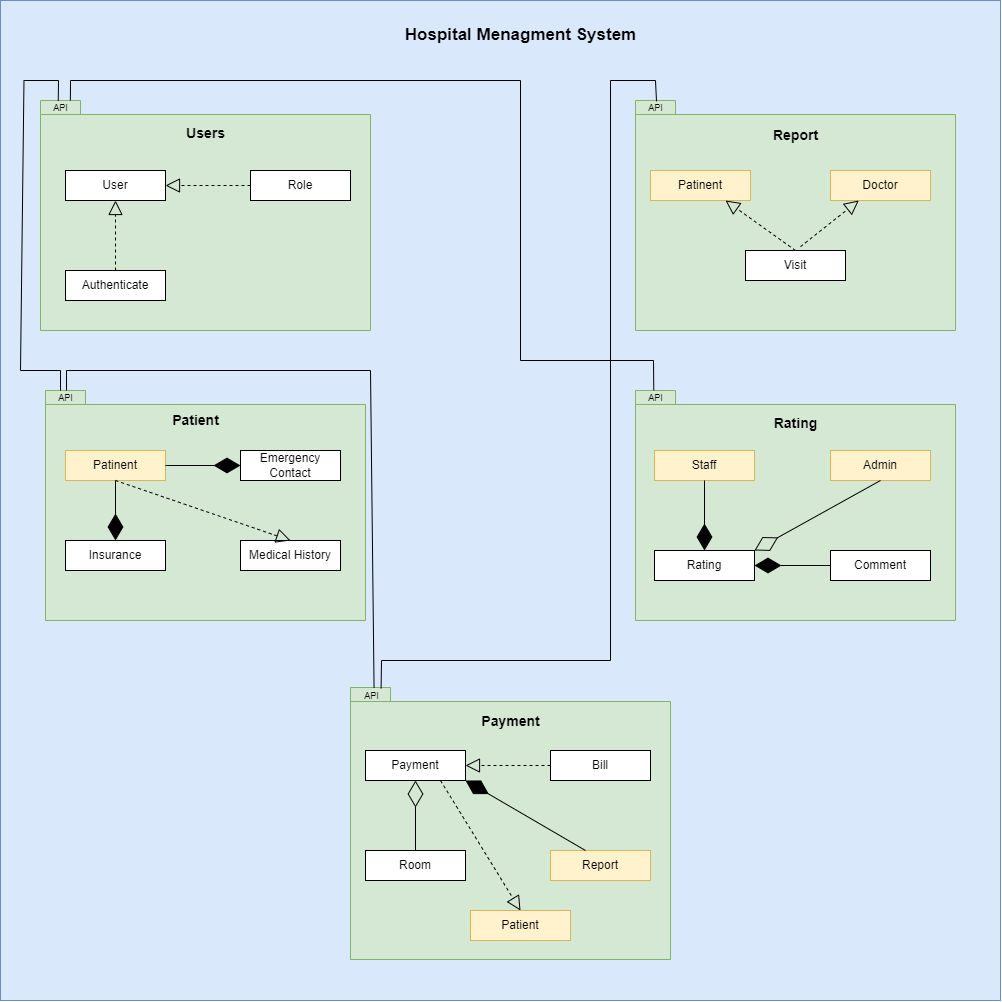 Hospital Menagment System
API
Users
User
Role
Authenticate
API
Report
Patinent
Doctor
Visit
API
Patient
Patinent
Emergency
Contact
Insurance
Medical History
API
Rating
Staff
Admin
Rating
Comment
API
Payment
Payment
Bill
Room
Report
Patient